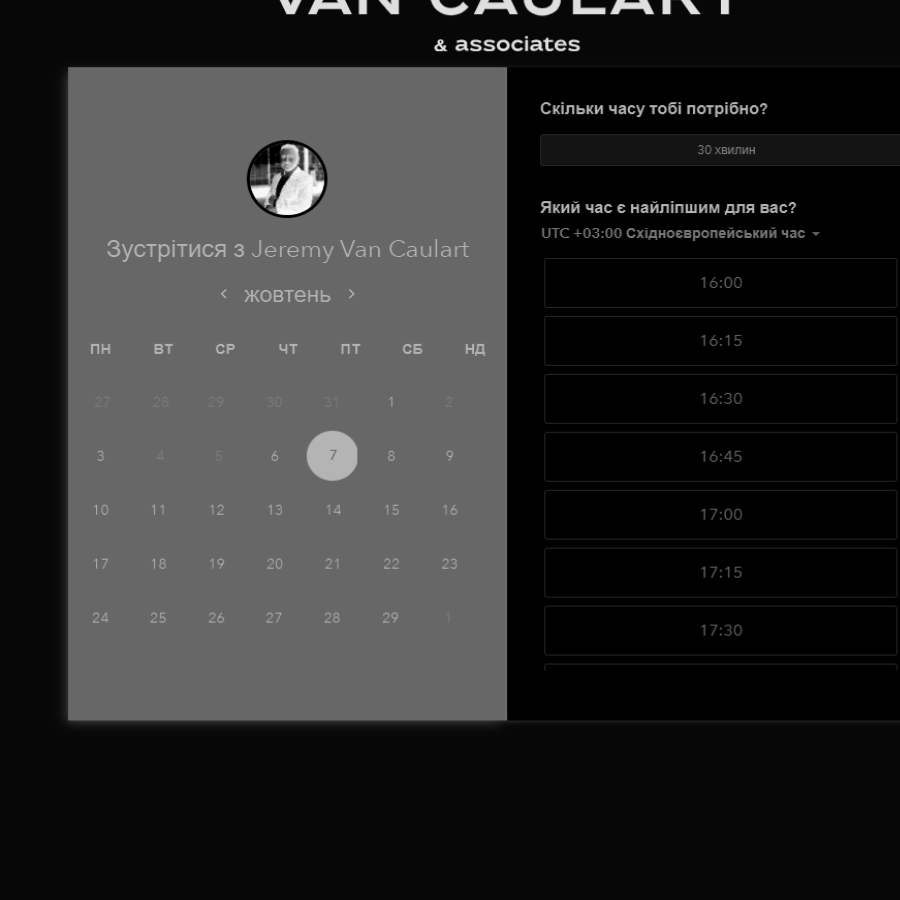 VAN CAULART
& associates
Зустрітися з Jeremy Van Caulart
жовтень
ПН ВТ СР ЧТ ПТ СБ НД
27 28 29 30 31 1 2
3 4 5 6 7 8 9
10 11 12 13 14 15 16
17 18 19 20 21 22 23
24 25 26 27 28 29 1
Скільки часу тобі потрібно?
30 хвилин
Який час є найліпшим для вас?
UTC +03:00 Східноєвропейський час
16:00
16:15
16:30
16:45
17:00
17:15
17:30